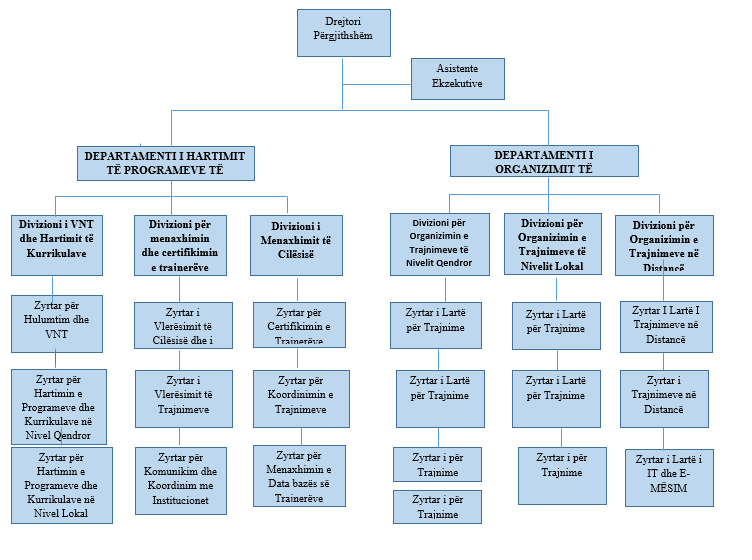 Drejtori
Përgjithshëm
Asistente
Ekzekutive
DEPARTAMENTI I HARTIMIT
TË PROGRAMEVE TË
DEPARTAMENTI I
ORGANIZIMIT TË
Divizioni i VNT
dhe Hartimit të
Kurrikulave
Divizioni për
menaxhimin
dhe certifikimin
e trainerëve
Divizioni i
Menaxhimit të
Cilësisë
Divizioni për
Organizimin e
Trajnimeve të
Nivelit Qendror
Divizioni për
Organizimin e
Trajnimeve të
Nivelit Lokal
Divizioni për
Organizimin e
Trajnimeve në
Distancë
Zyrtar për
Hulumtim dhe
VNT
Zyrtar i
Vlerësimit të
Cilësisë dhe i
Zyrtar për
Certifikimin e
Trainerëve
Zyrtar i Lartë
për Trajnime
Zyrtar i Lartë
për Trajnime
Zyrtar I Lartë I
Trajnimeve në
Distancë
Zyrtar për
Hartimin e
Programeve dhe
Kurrikulave në
Nivel Qendror
Zyrtar i
Vlerësimit të
Trajnimeve
Zyrtar për
Koordinimin e
Trajnimeve
Zyrtar i Lartë
për Trajnime
Zyrtar i Lartë
për Trajnime
Zyrtar i
Trajnimeve në
Distancë
Zyrtar për
Hartimin e
Programeve dhe
Kurrikulave në
Nivel Lokal
Zyrtar për
Komunikim dhe
Koordinim me
Institucionet
Zyrtar për
Menaxhimin e
Data bazës së
Trainerëve
Zyrtar i për
Trajnime
Zyrtar i për
Trajnime
Zyrtar i Lartë i
IT dhe E-
MËSIM
Zyrtar i për
Trajnime